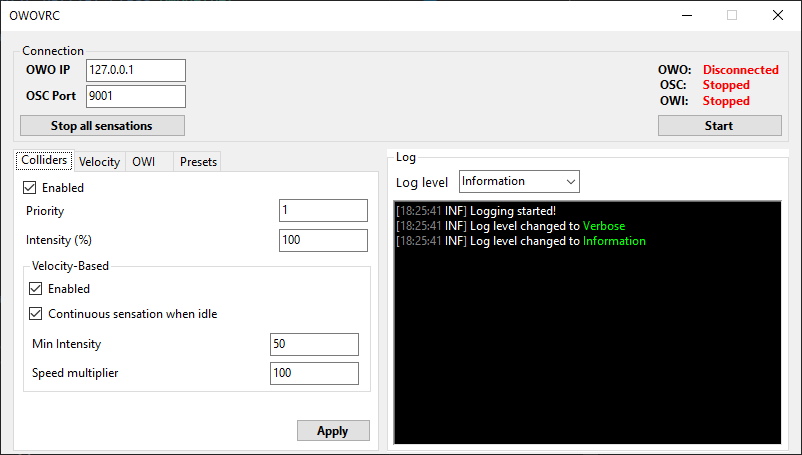 OWOVRC
Connection
OWO IP 127.0.0.1
OSC Port 9001
Stop all sensations
OWO: Disconnected
OSC: Stopped
OWI: Stopped
Start
Colliders Velocity OWI Presets
Enabled
Priority 1
Intensity (%) 100
Velocity-Based
Enabled
Continuous sensation when idle
Min Intensity 50
Speed multiplier 100
Apply
Log
Log level Information
[18:25:41 INF] Logging started!
[18:25:41 INF] Log level changed to Verbose
[18:25:41 INF] Log level changed to Information